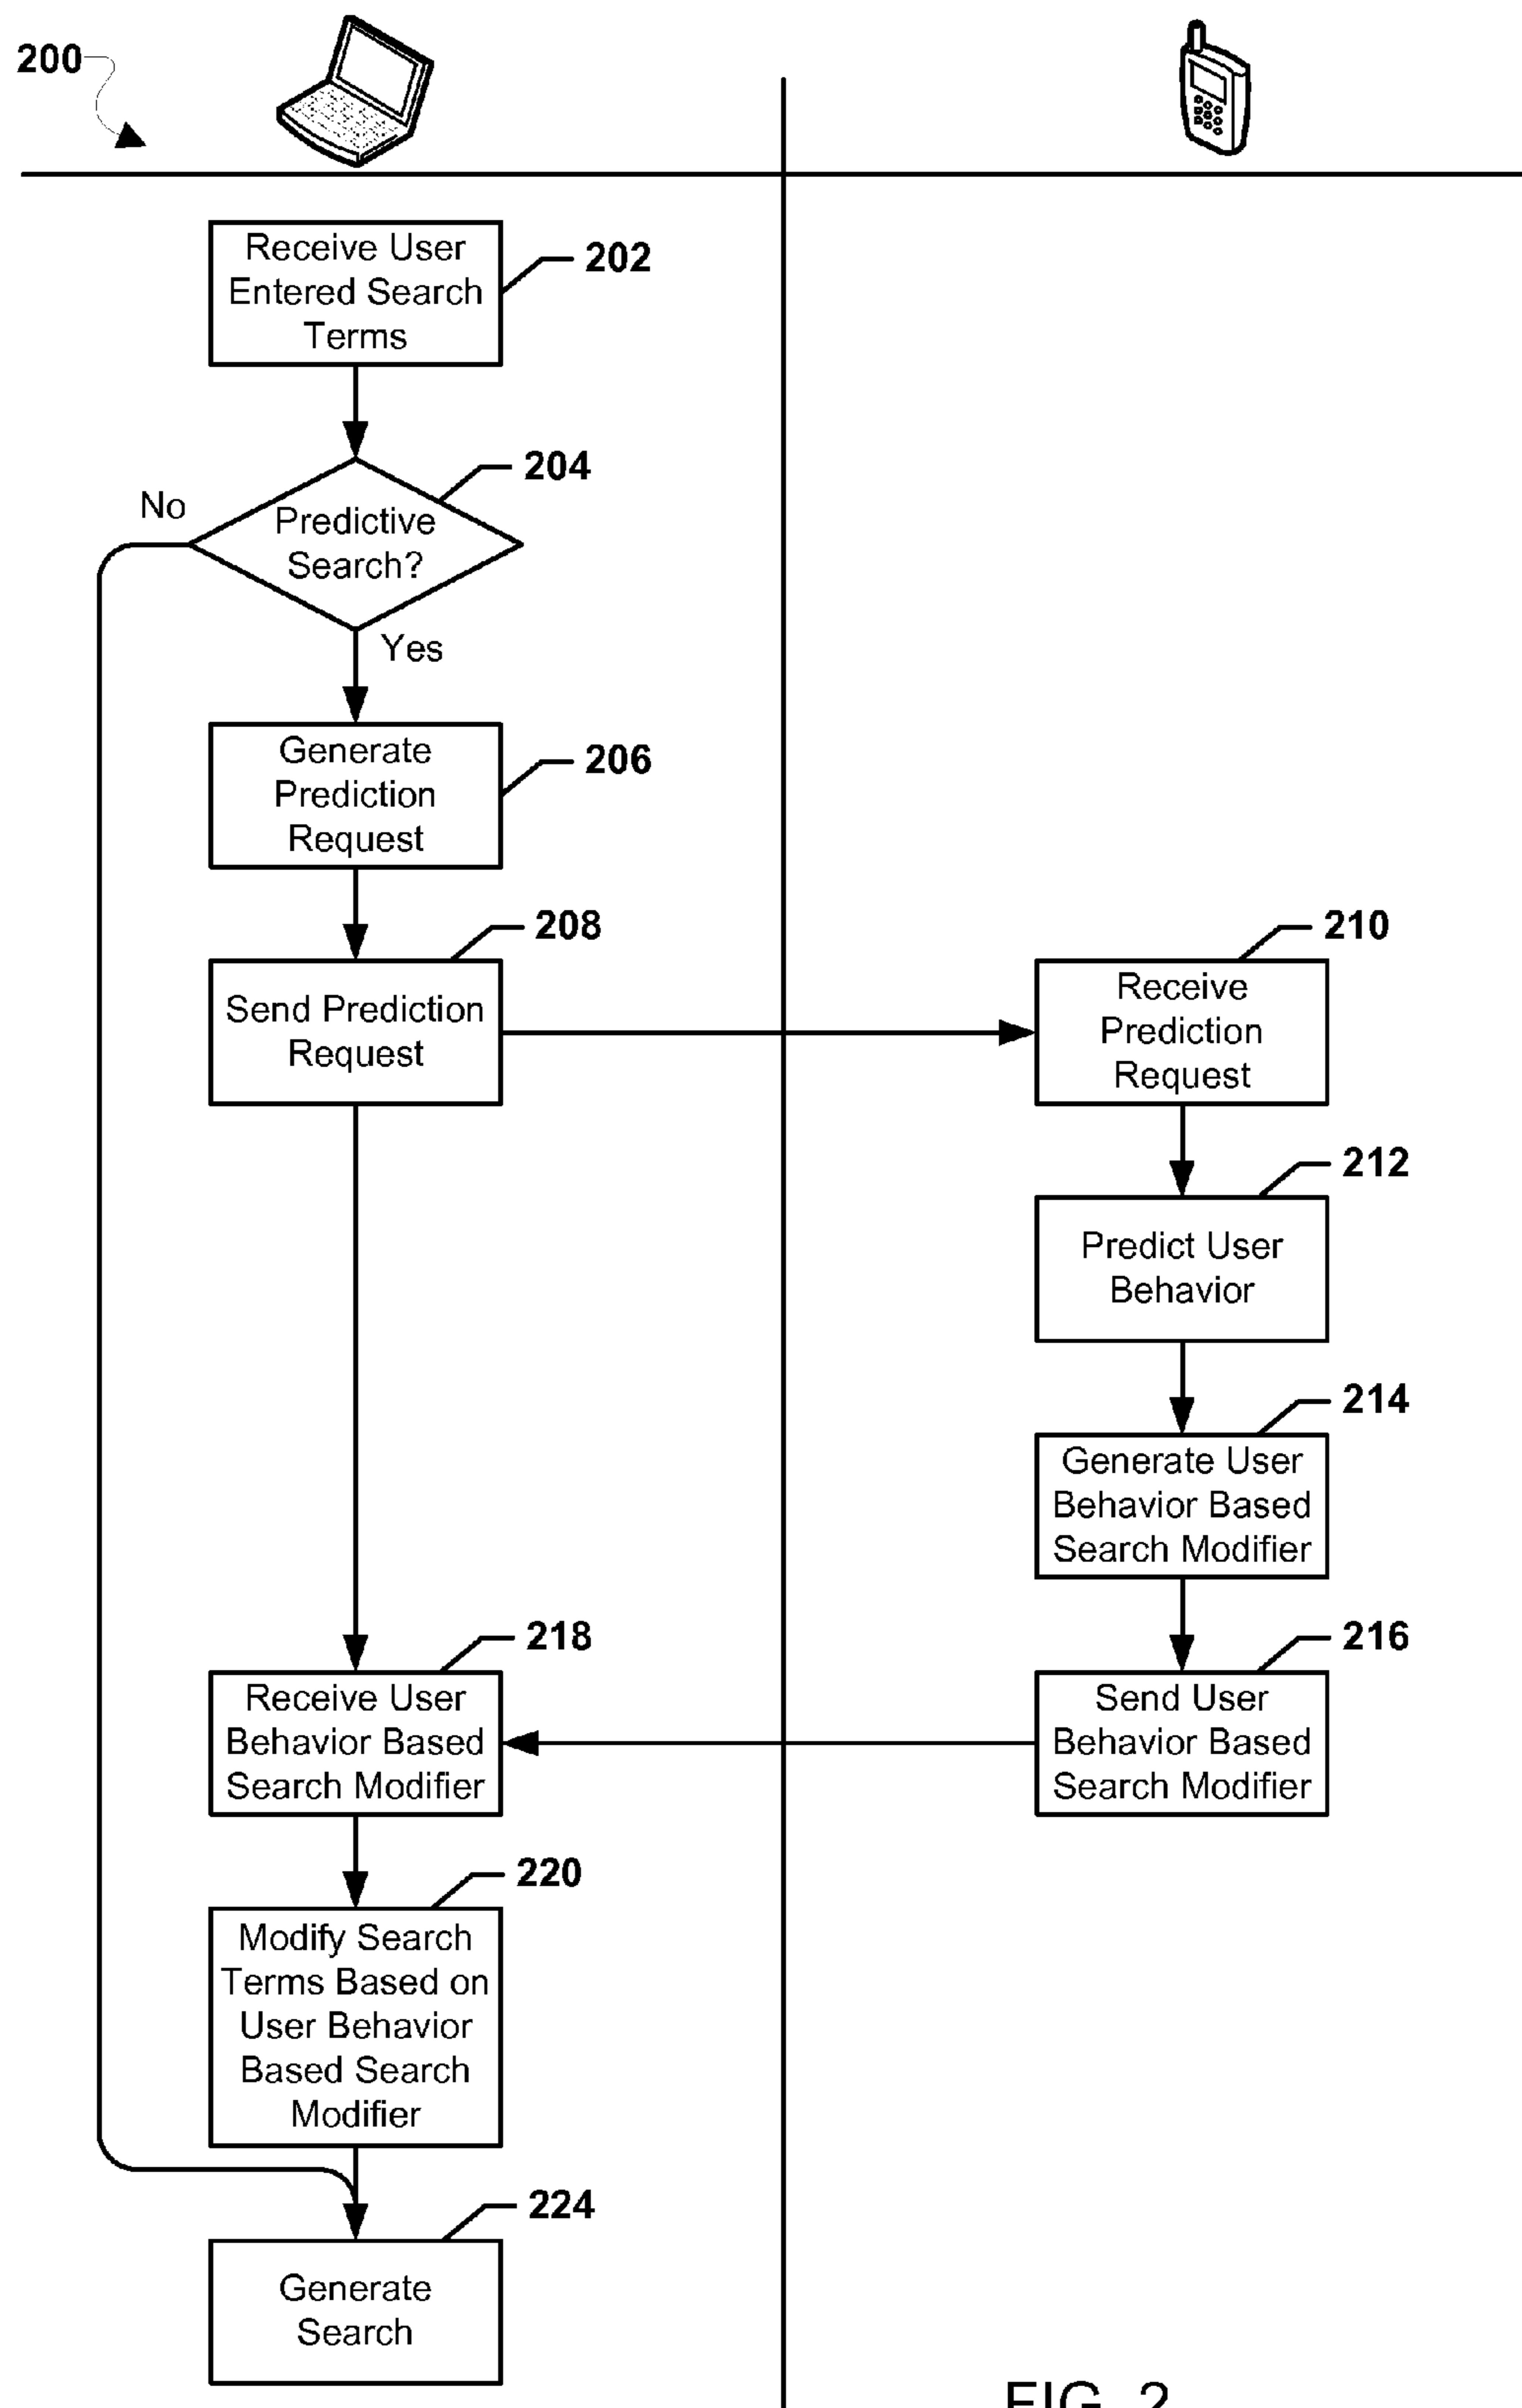 200
Receive User
Entered Search
Terms
202
204
No
Predictive
Search?
Yes
Generate
Prediction
Request
206
208
Send Prediction
Request
210
Receive
Prediction
Request
212
Predict User
Behavior
214
Generate User
Behavior Based
Search Modifier
216
Send User
Behavior Based
Search Modifier
218
Receive User
Behavior Based
Search Modifier
220
Modify Search
Terms Based on
User Behavior
Based Search
Modifier
224
Generate
Search
FIG. 2